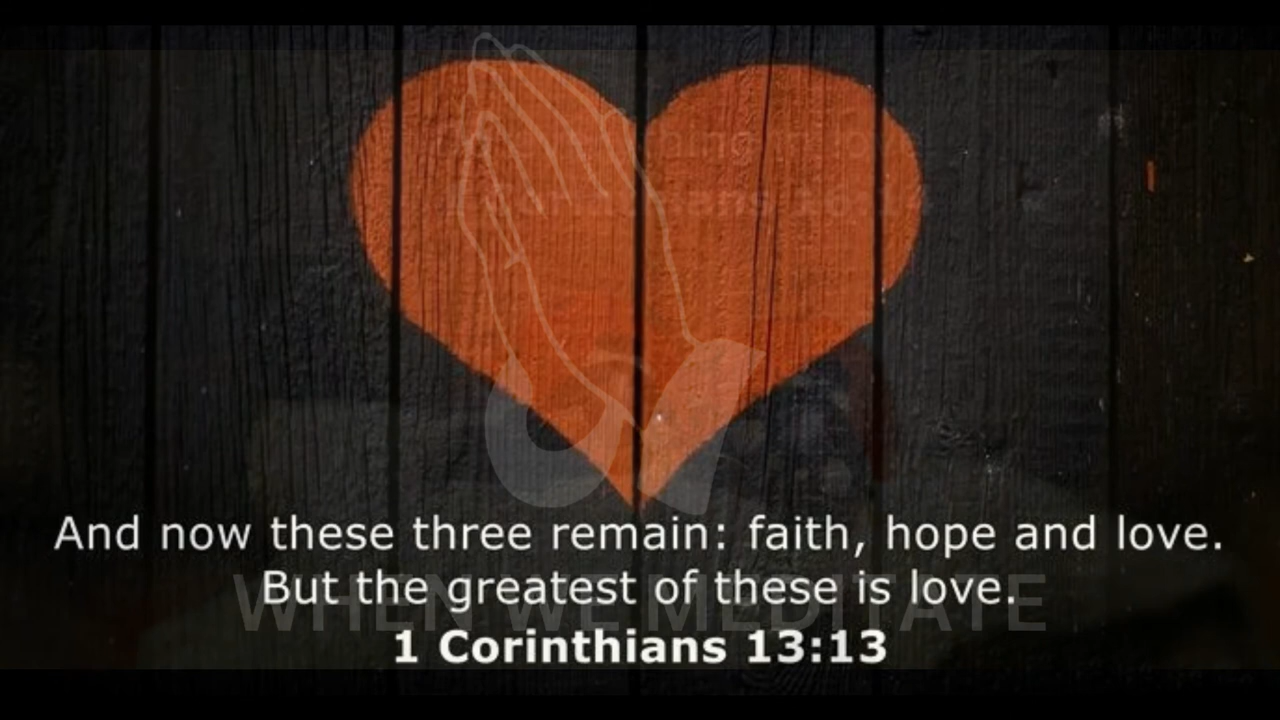 And now these three remain: faith, hope and love.
But the greatest of these is love.
WHEN WE MEDITATE
1 Corinthians 13:13